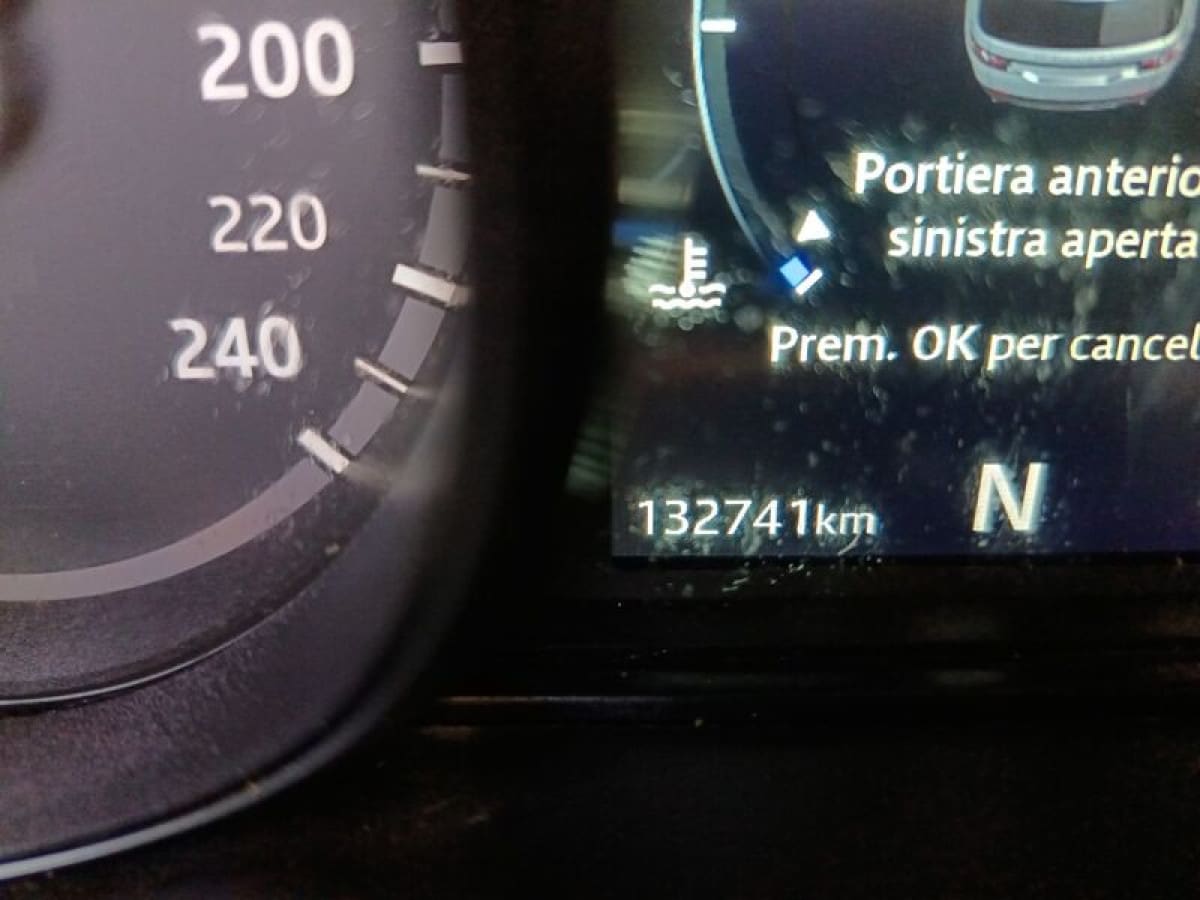 200
220
240
Portiera anterio
sinistra aperta
Prem. OK per cancel
132741km
N